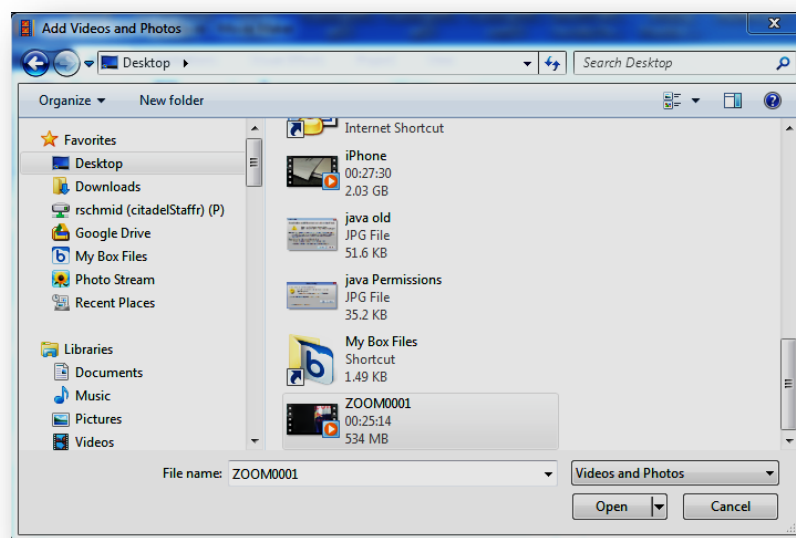 Add Videos and Photos
Desktop
Search Desktop
Organize
New folder
Favorites
Desktop
Downloads
rschmid (citadelStaffr) (P)
Google Drive
My Box Files
Photo Stream
Recent Places
Libraries
Documents
Music
Pictures
Videos
Internet Shortcut
iPhone
00:27:30
2.03 GB
java old
JPG File
51.6 KB
java Permissions
JPG File
35.2 KB
My Box Files
Shortcut
1.49 KB
ZOOM0001
00:25:14
534 MB
File name: ZOOM0001
Videos and Photos
Open
Cancel